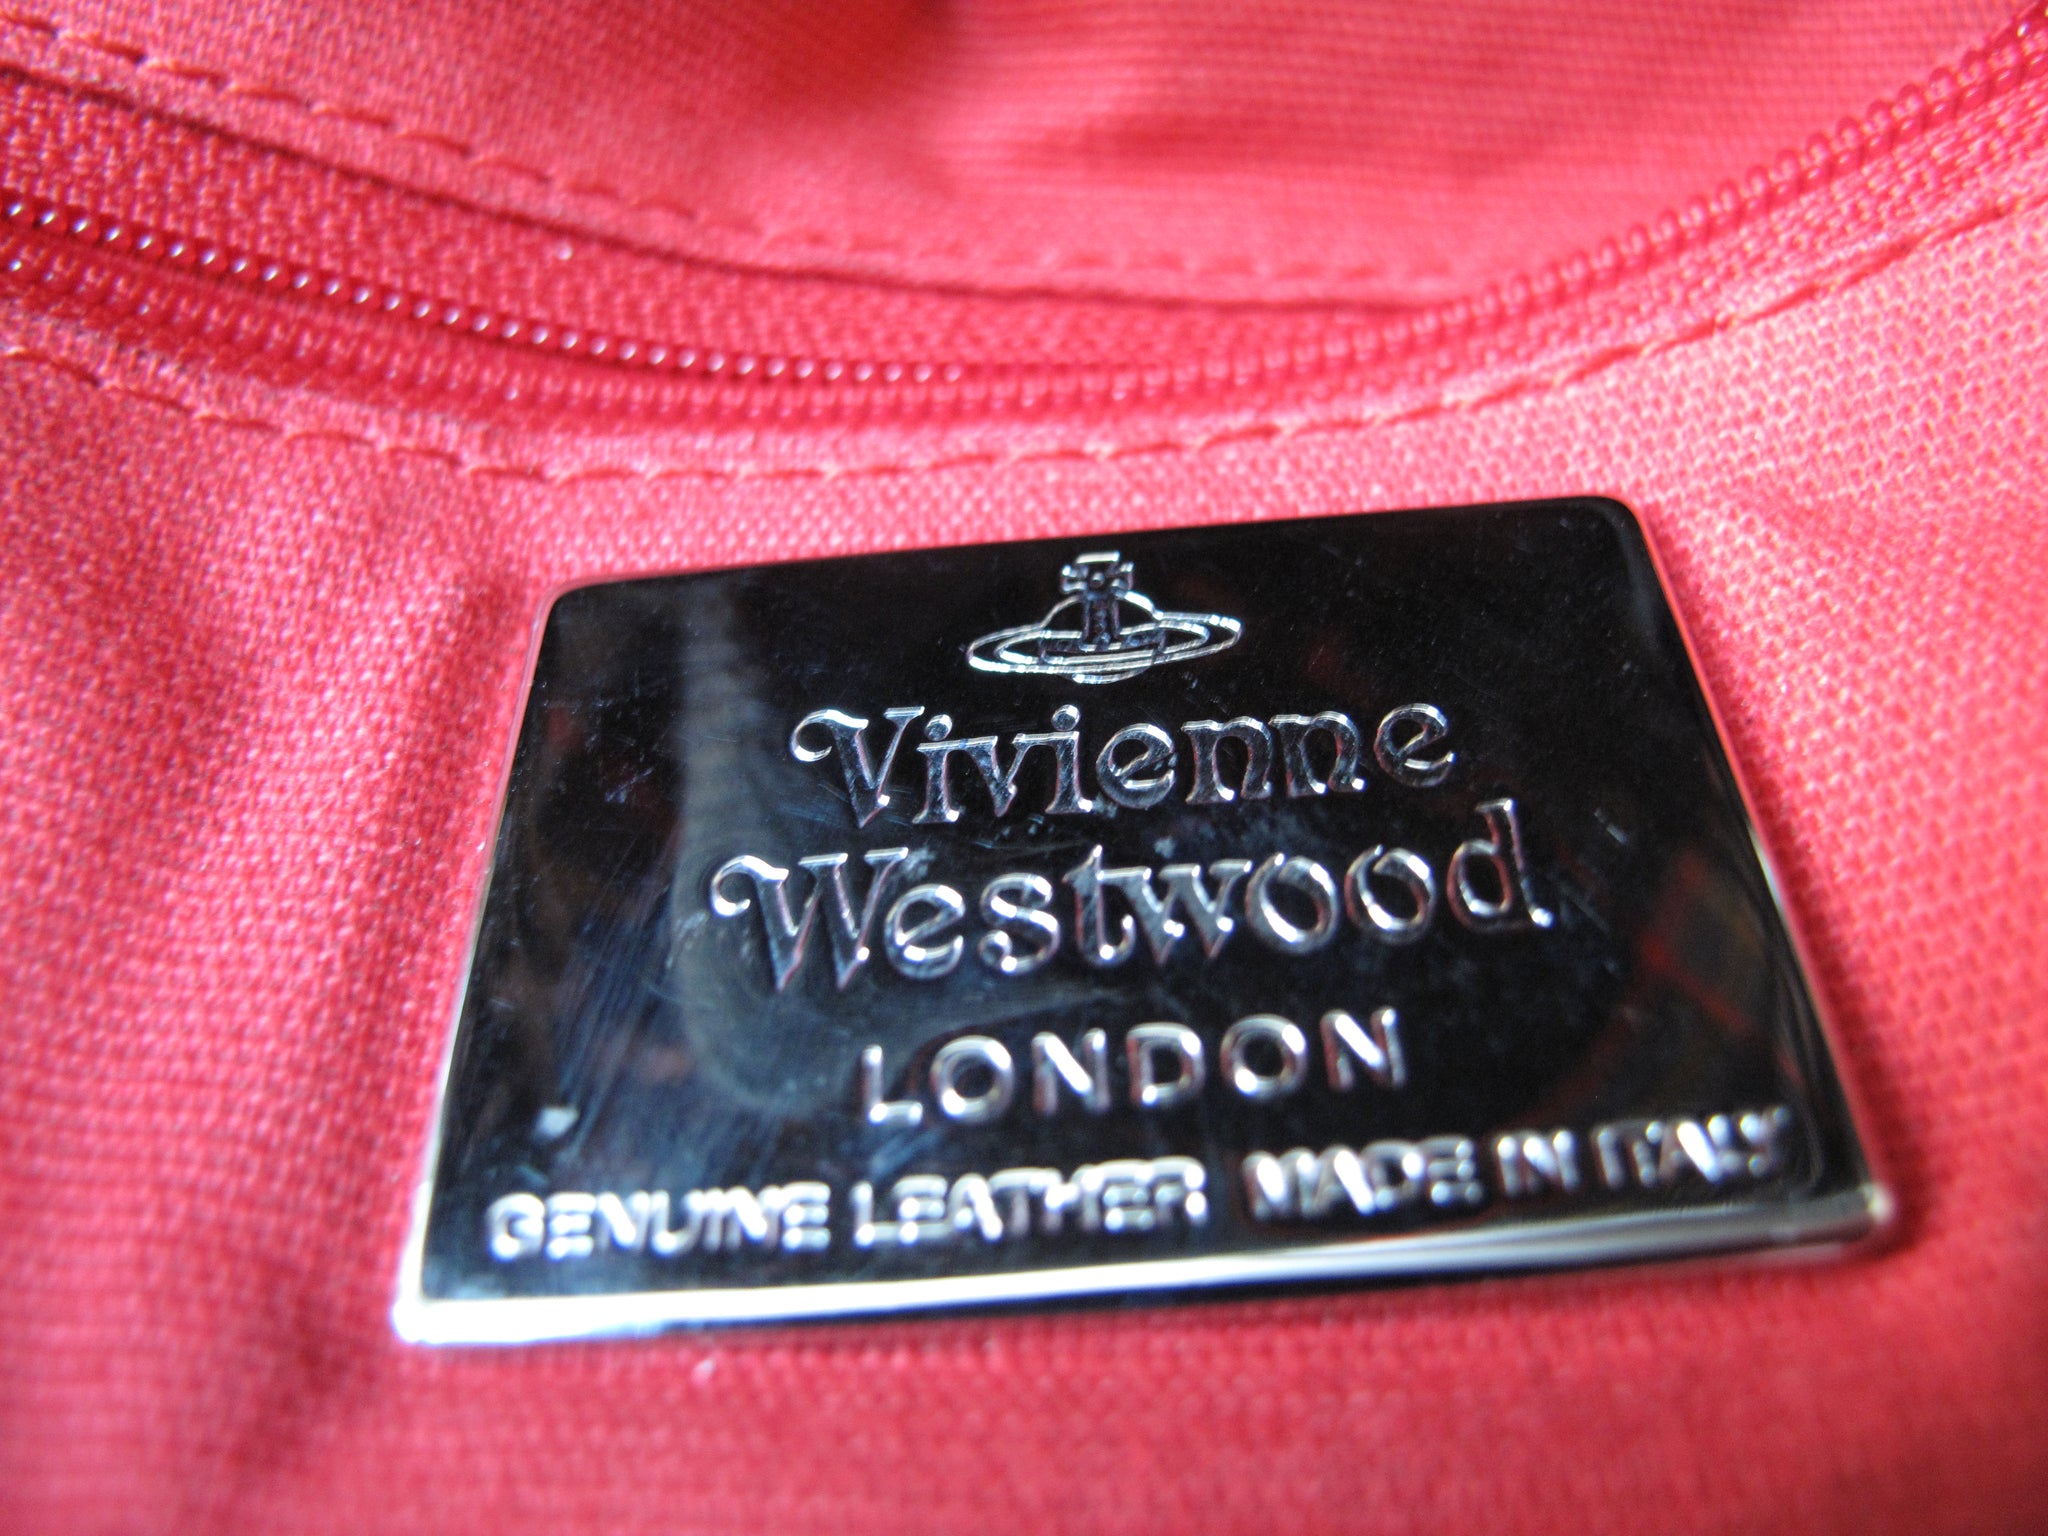 Vivienne
Westwood
LONDON
GENUINE LEATHER MADE IN ITALY